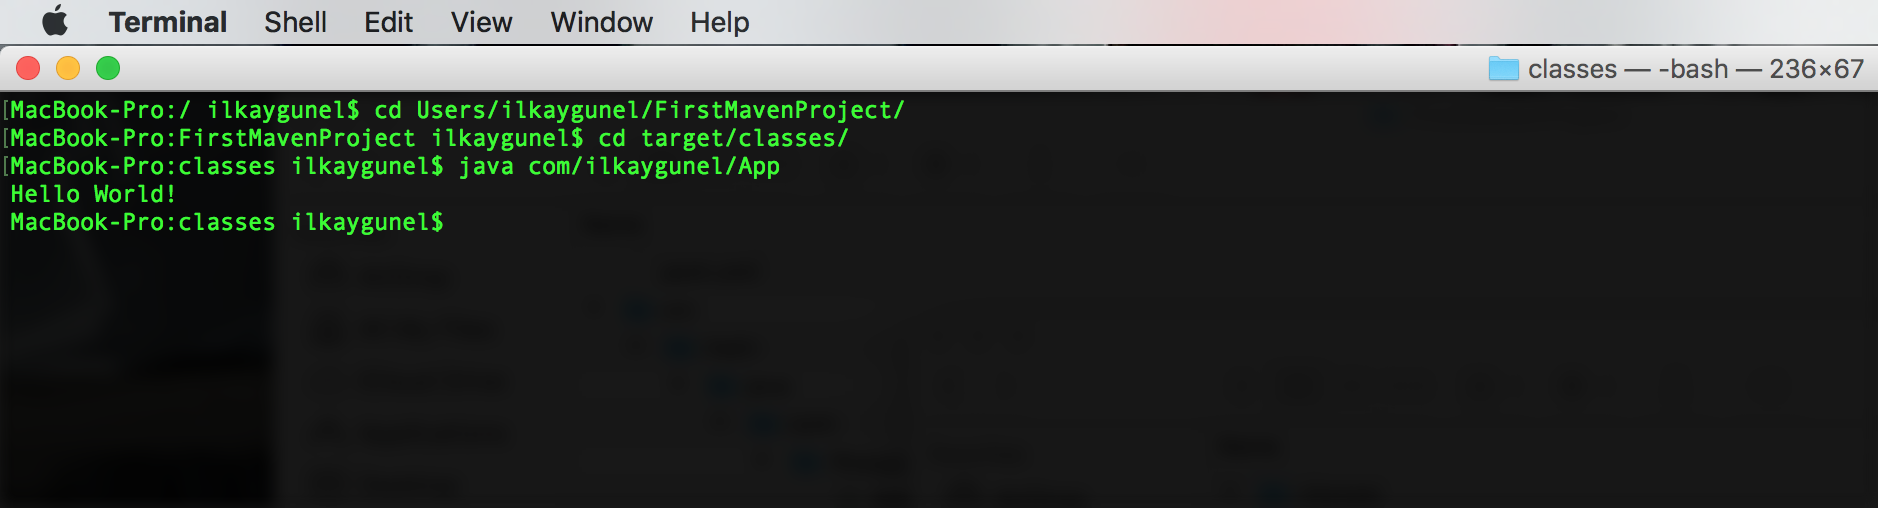 Terminal Shell Edit View Window Help
classes — -bash — 236×67
[MacBook-Pro:/ ilkaygunel$ cd Users/ilkaygunel/FirstMavenProject/
[MacBook-Pro:FirstMavenProject ilkaygunel$ cd target/classes/
[MacBook-Pro:classes ilkaygunel$ java com/ilkaygunel/App
Hello World!
MacBook-Pro:classes ilkaygunel$